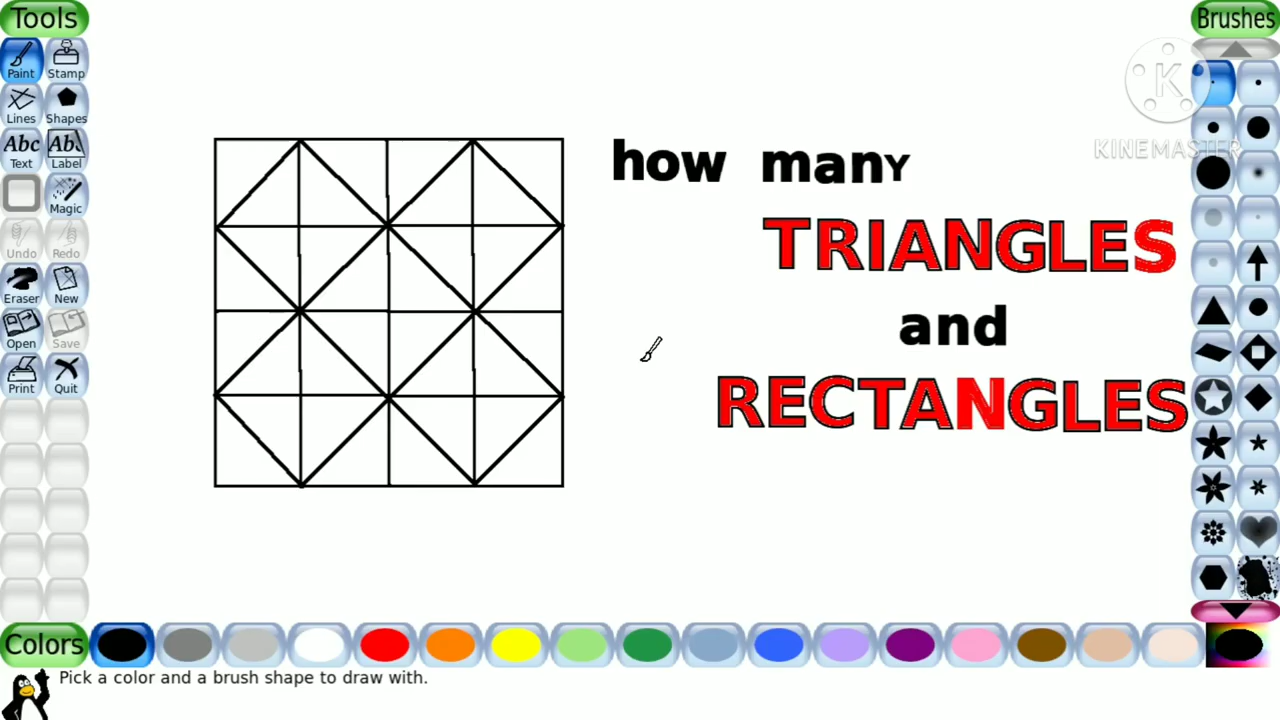 Tools
Brushes
Paint
Stamp
Lines
Shapes
Abc
Text
Abc
Label
Magic
Undo
Redo
Eraser
New
Open
Save
Print
Quit
K
KINEMASTER
how manY
TRIANGLES
and
RECTANGLES
Colors
Pick a color and a brush shape to draw with.